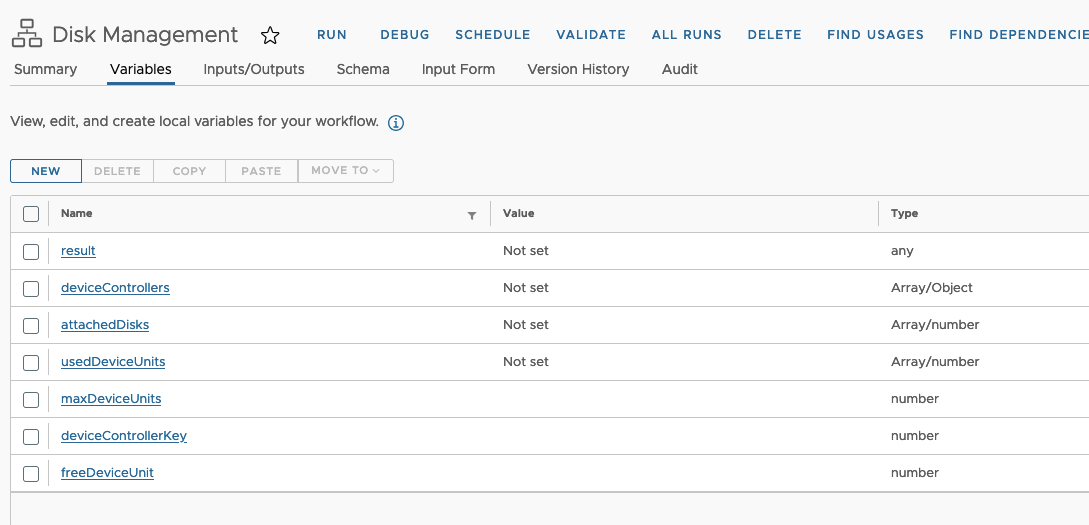 Disk Management RUN DEBUG SCHEDULE VALIDATE ALL RUNS DELETE FIND USAGES FIND DEPENDENCIE
Summary Variables Inputs/Outputs Schema Input Form Version History Audit
View, edit, and create local variables for your workflow.
NEW DELETE COPY PASTE MOVE TO
Name Value Type
result Not set any
deviceControllers Not set Array/Object
attachedDisks Not set Array/number
usedDeviceUnits Not set Array/number
maxDeviceUnits number
deviceControllerKey number
freeDeviceUnit number